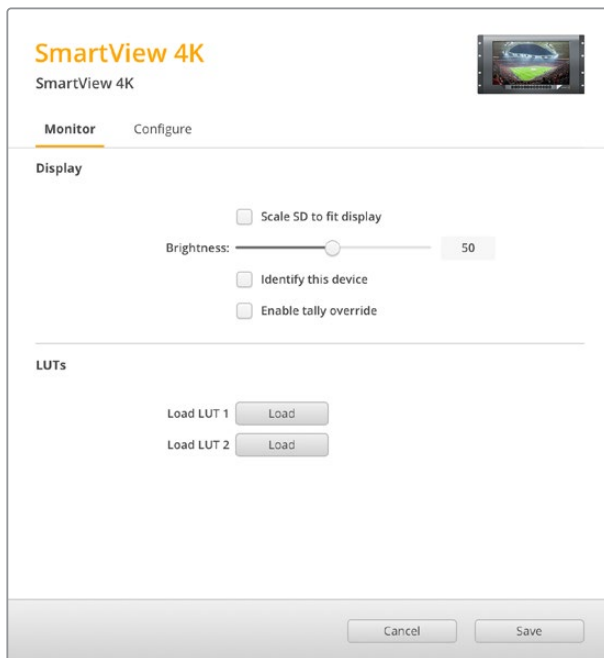 SmartView 4K
SmartView 4K
Monitor Configure
Display
Scale SD to fit display
Brightness: 50
Identify this device
Enable tally override
LUTs
Load LUT 1 Load
Load LUT 2 Load
Cancel Save